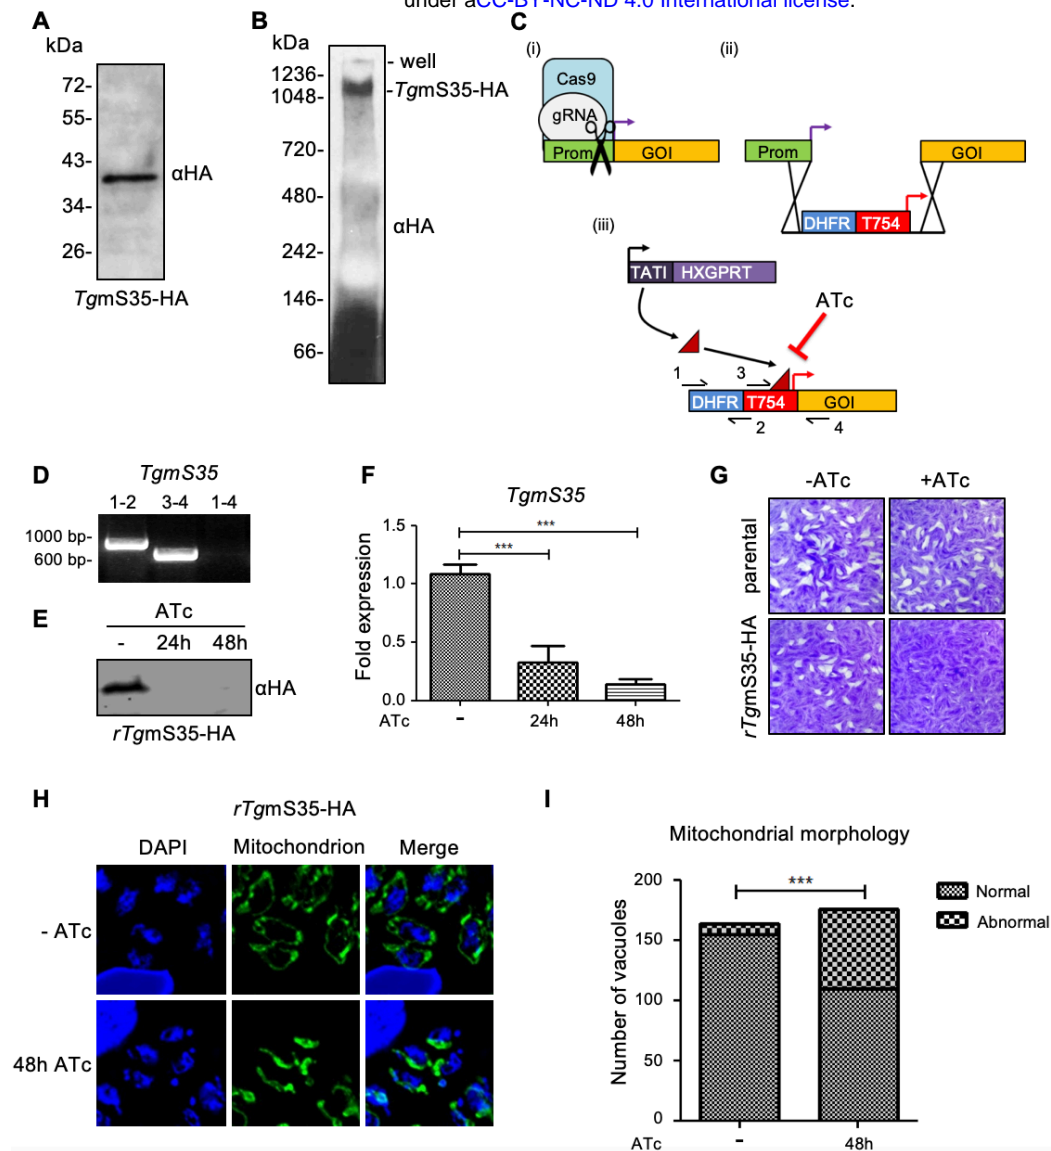 under aCC-BY-NC-ND 4.0 International license.
A
kDa
72-
55-
43-
34-
26-
αHA
TgmS35-HA
B
kDa
1236-
1048-
720-
480-
242-
146-
66-
- well
-TgmS35-HA
αHA
C
(i)
Cas9
gRNA
Prom
GOI
(ii)
Prom
GOI
DHFR
T754
(iii)
TATI
HXGPRT
ATc
1
3
DHFR
T754
GOI
2
4
D
TgmS35
1-2 3-4 1-4
1000 bp-
600 bp-
E
ATc
- 24h 48h
αHA
rTgmS35-HA
F
TgmS35
Fold expression
1.5
1.0
0.5
0.0
***
***
ATc - 24h 48h
G
-ATc +ATc
parental
rTgmS35-HA
H
rTgmS35-HA
DAPI Mitochondrion Merge
- ATc
48h ATc
I
Mitochondrial morphology
Number of vacuoles
200
150
100
50
0
***
Normal
Abnormal
ATc - 48h